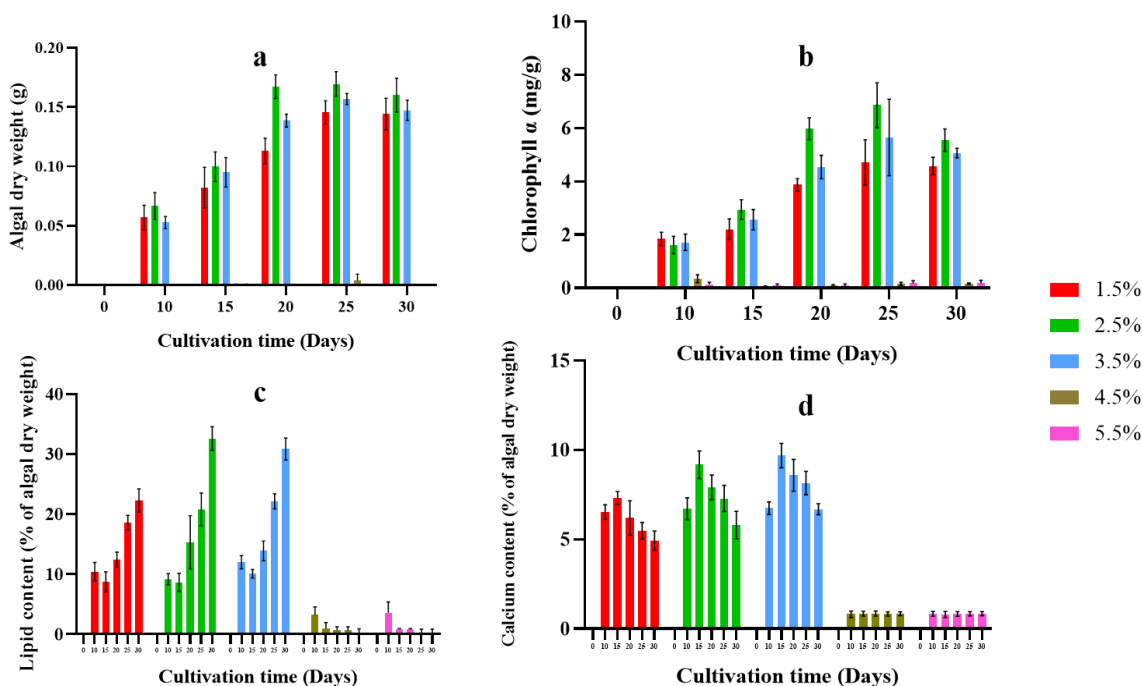 a
0.20
0.15
0.10
0.05
0.00
Algal dry weight (g)
0 10 15 20 25 30
Cultivation time (Days)
b
10
8
6
4
2
0
Chlorophyll α (mg/g)
0 10 15 20 25 30
Cultivation time (Days)
1.5%
2.5%
3.5%
4.5%
5.5%
c
40
30
20
10
0
Lipid content (% of algal dry weight)
0 10 15 20 25 30 0 10 15 20 25 30 0 10 15 20 25 30 0 10 15 20 25 30 0 10 15 20 25 30
Cultivation time (Days)
d
15
10
5
0
Calcium content (% of algal dry weight)
0 10 15 20 25 30 0 10 15 20 25 30 0 10 15 20 25 30 0 10 15 20 25 30 0 10 15 20 25 30
Cultivation time (Days)